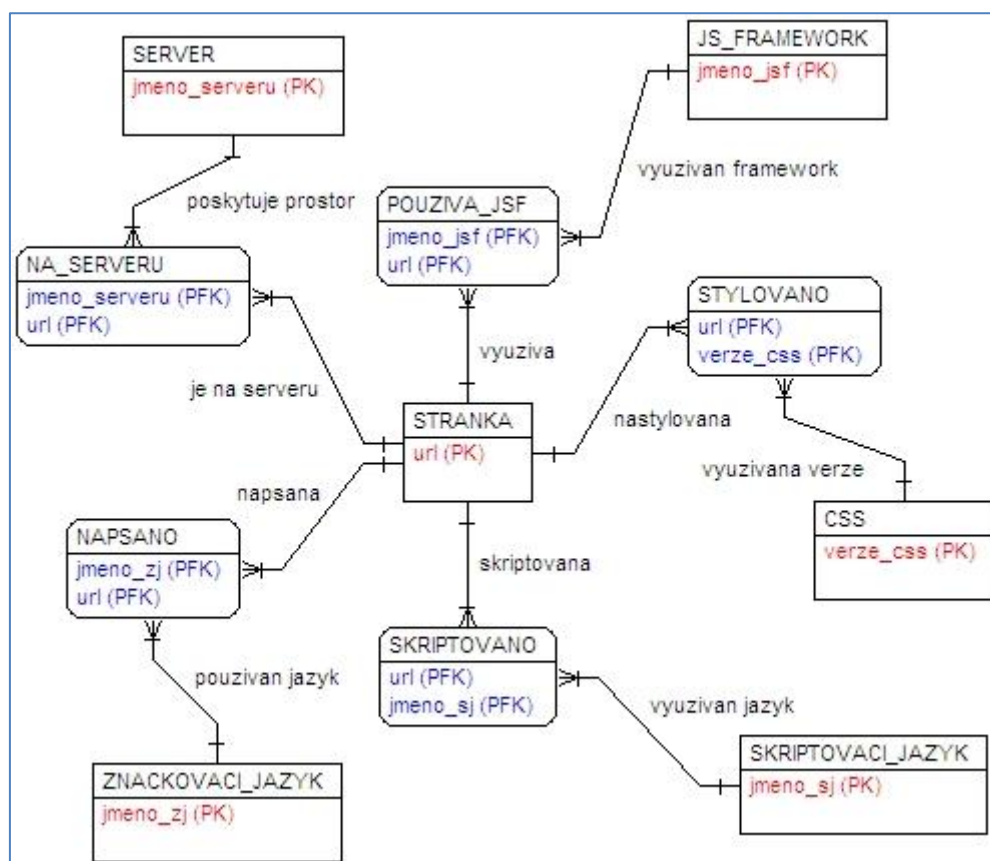 SERVER
jmeno_serveru (PK)
JS_FRAMEWORK
jmeno_jsf (PK)
poskytuje prostor
vyuzivan framework
POUZIVA_JSF
jmeno_jsf (PFK)
url (PFK)
NA_SERVERU
jmeno_serveru (PFK)
url (PFK)
STYLOVANO
url (PFK)
verze_css (PFK)
vyuziva
je na serveru
nastylovana
STRANKA
url (PK)
vyuzivana verze
napsana
CSS
verze_css (PK)
NAPSANO
jmeno_zj (PFK)
url (PFK)
skriptovana
SKRIPTOVANO
url (PFK)
jmeno_sj (PFK)
pouzivan jazyk
vyuzivan jazyk
SKRIPTOVACI_JAZYK
jmeno_sj (PK)
ZNACKOVACI_JAZYK
jmeno_zj (PK)